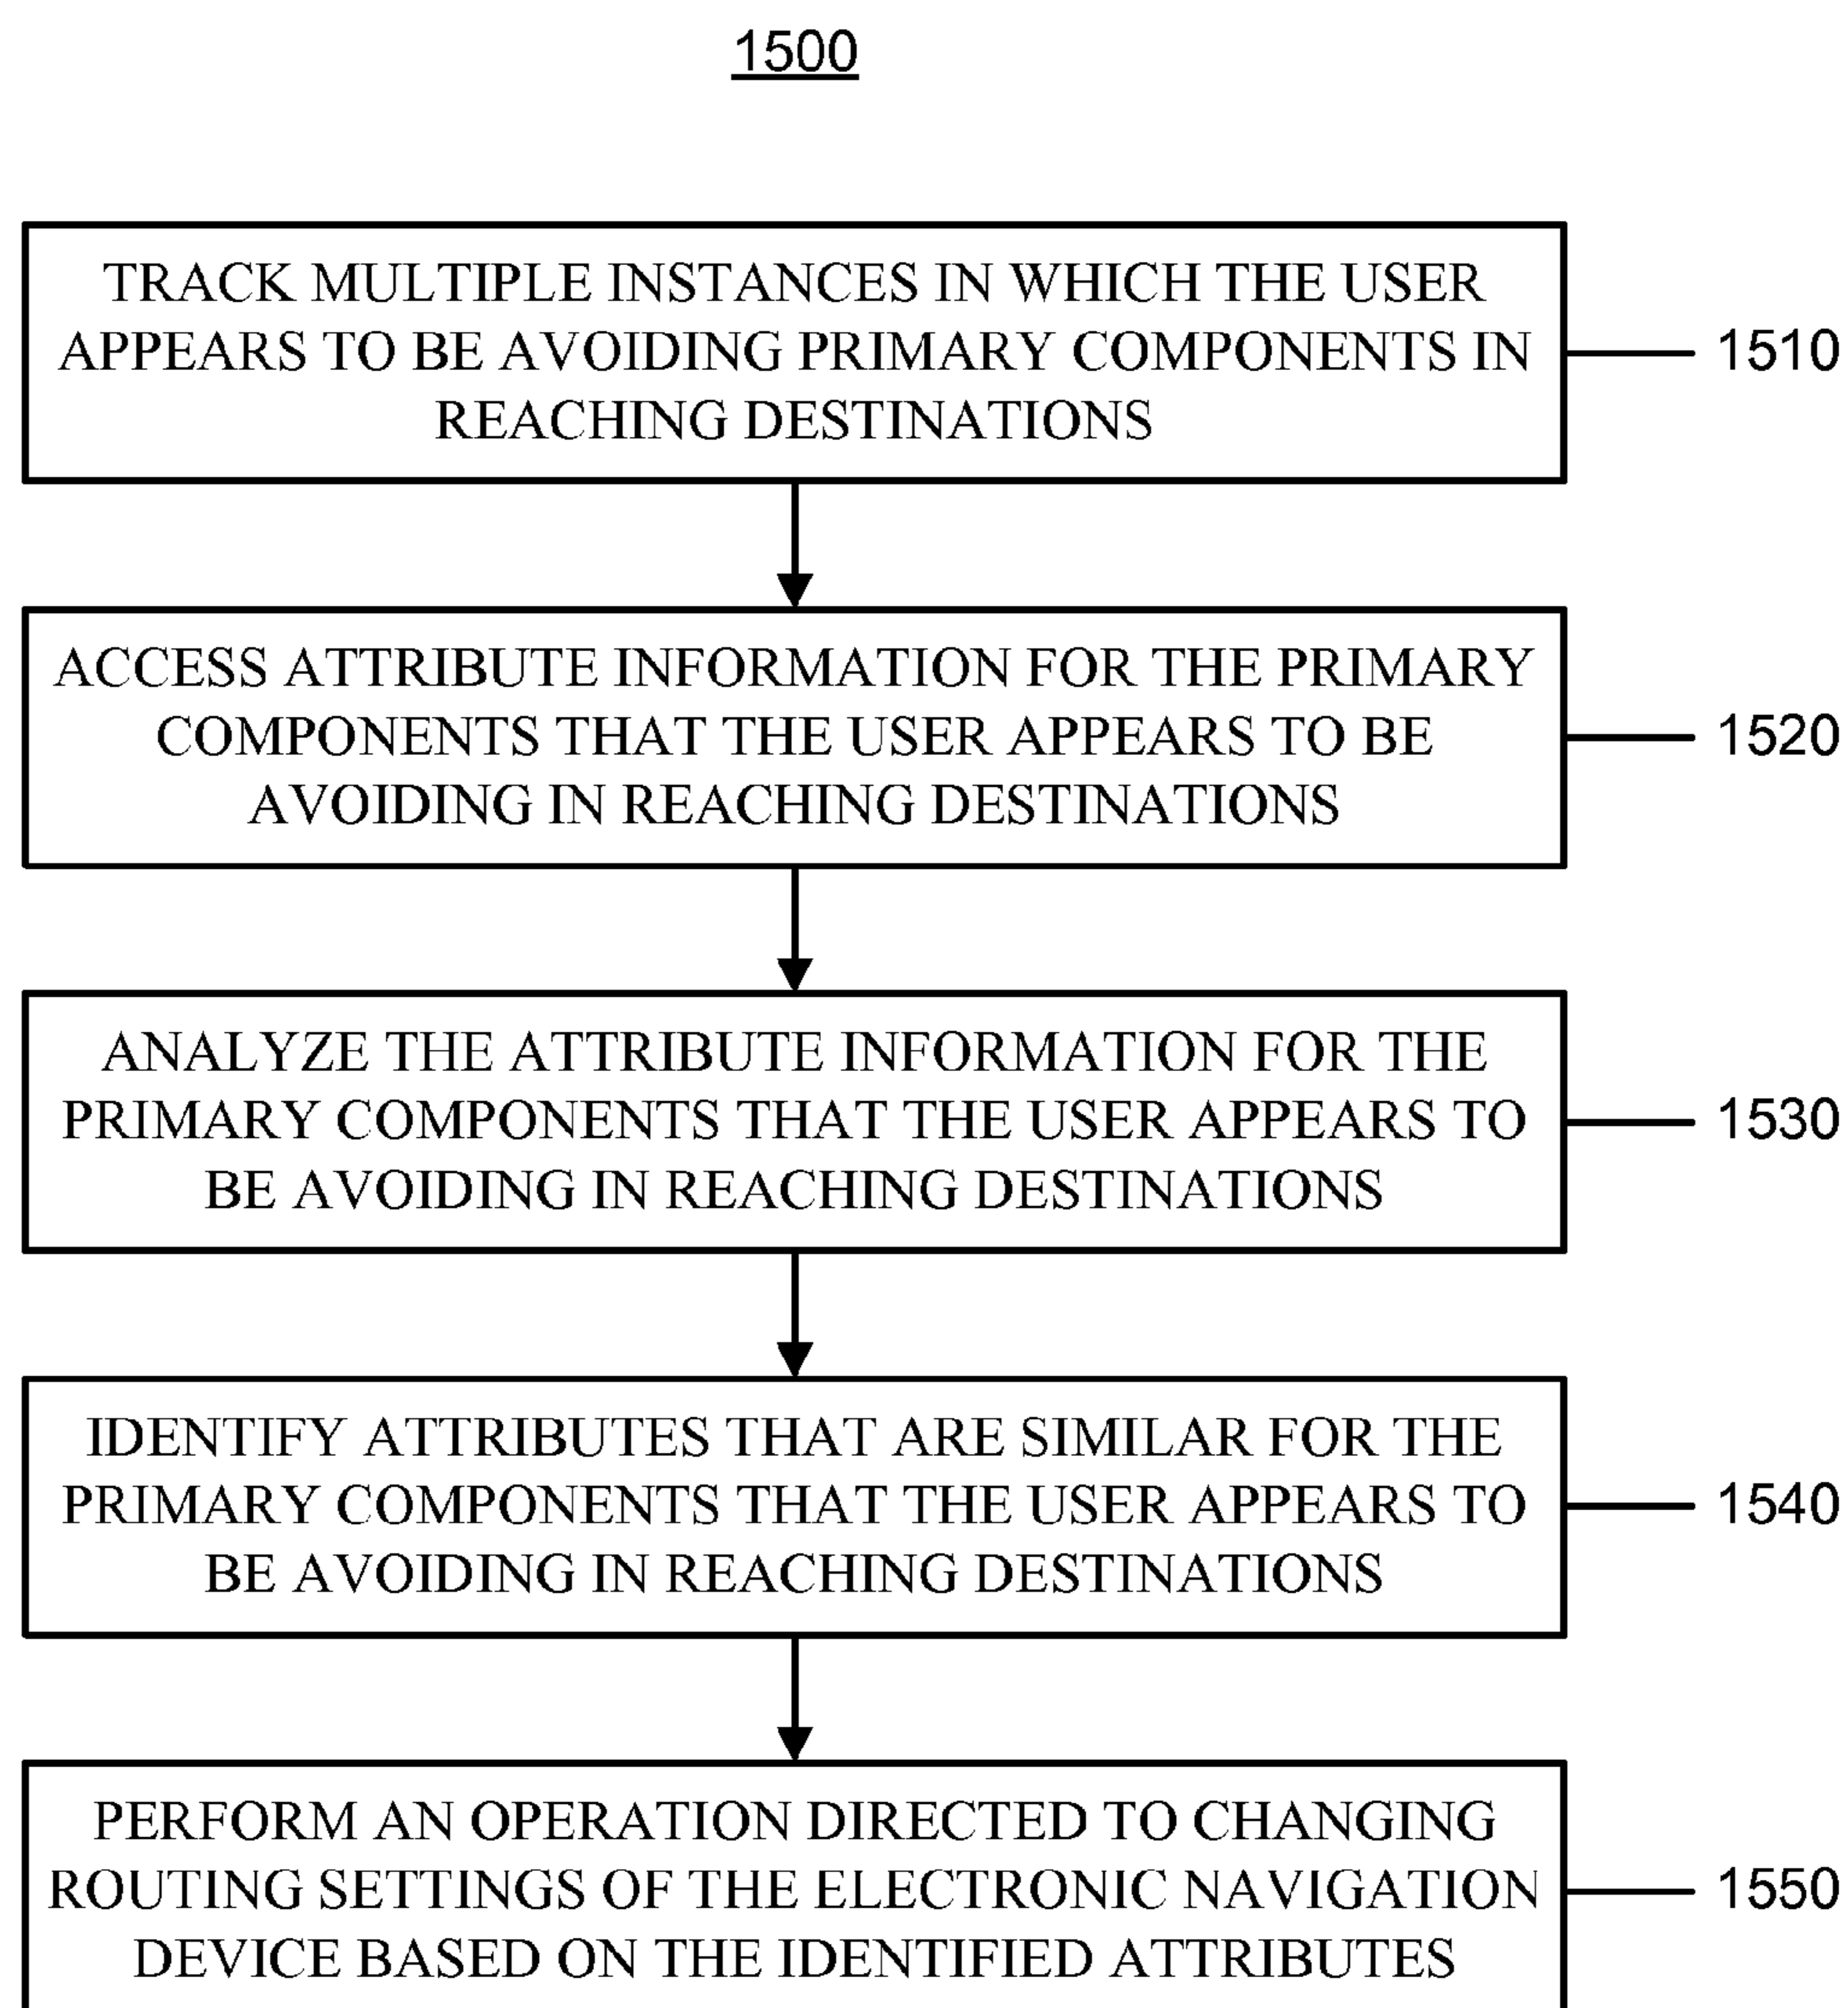 1500
TRACK MULTIPLE INSTANCES IN WHICH THE USER
APPEARS TO BE AVOIDING PRIMARY COMPONENTS IN
REACHING DESTINATIONS
1510
ACCESS ATTRIBUTE INFORMATION FOR THE PRIMARY
COMPONENTS THAT THE USER APPEARS TO BE
AVOIDING IN REACHING DESTINATIONS
1520
ANALYZE THE ATTRIBUTE INFORMATION FOR THE
PRIMARY COMPONENTS THAT THE USER APPEARS TO
BE AVOIDING IN REACHING DESTINATIONS
1530
IDENTIFY ATTRIBUTES THAT ARE SIMILAR FOR THE
PRIMARY COMPONENTS THAT THE USER APPEARS TO
BE AVOIDING IN REACHING DESTINATIONS
1540
PERFORM AN OPERATION DIRECTED TO CHANGING
ROUTING SETTINGS OF THE ELECTRONIC NAVIGATION
DEVICE BASED ON THE IDENTIFIED ATTRIBUTES
1550